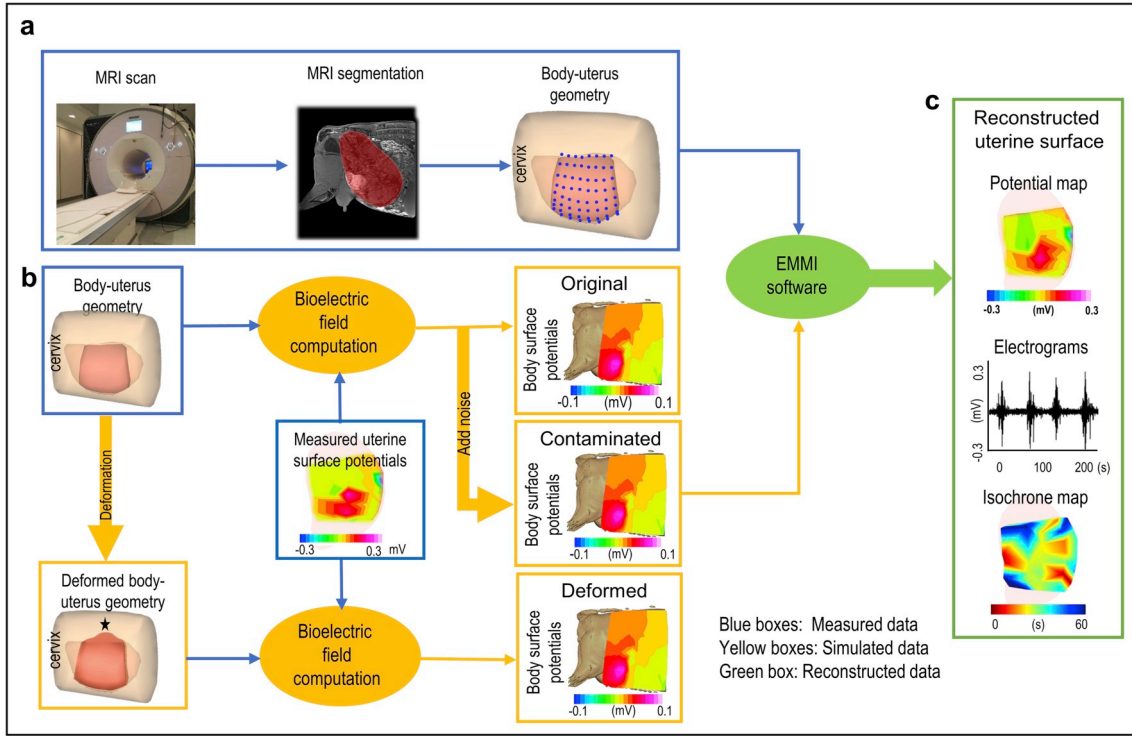 a
MRI scan
MRI segmentation
Body-uterus
geometry
cervix
b
Body-uterus
geometry
cervix
Deformation
Deformed body-
uterus geometry
★
cervix
Bioelectric
field
computation
Measured uterine
surface potentials
-0.3
0.3
mV
Bioelectric
field
computation
Add noise
Original
Body surface
potentials
-0.1
(mV)
0.1
Contaminated
Body surface
potentials
-0.1
(mV)
0.1
Deformed
Body surface
potentials
-0.1
(mV)
0.1
EMMI
software
Blue boxes: Measured data
Yellow boxes: Simulated data
Green box: Reconstructed data
c
Reconstructed
uterine surface
Potential map
-0.3
(mV)
0.3
Electrograms
0.3
(mV)
-0.3
0 100 200 (s)
Isochrone map
0 (s) 60